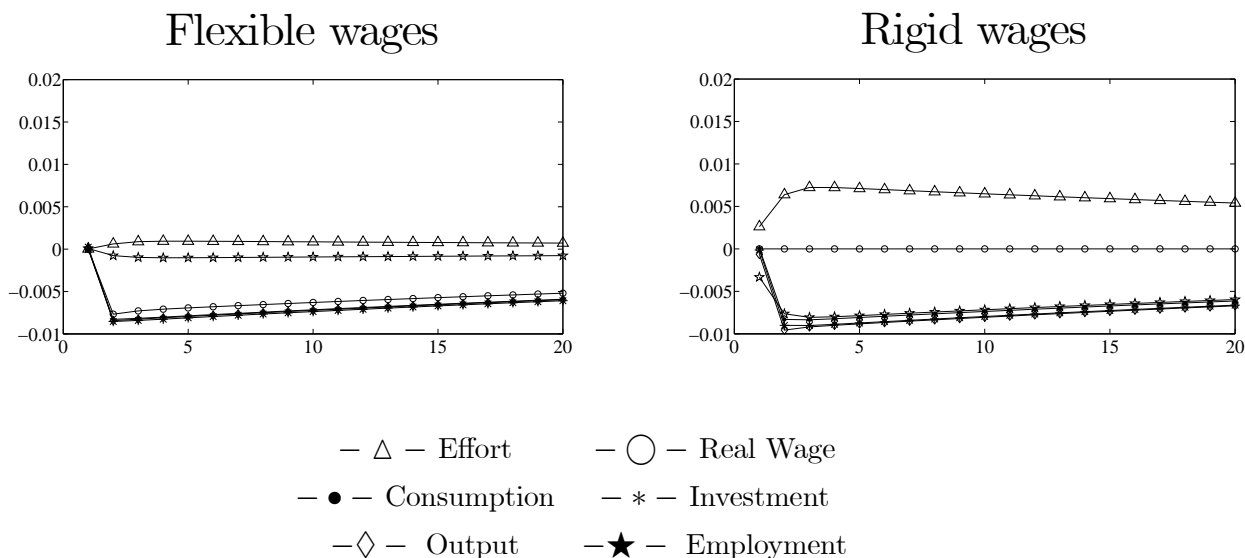 Flexible wages
Rigid wages
0.02
0.015
0.01
0.005
0
−0.005
−0.01
0 5 10 15 20
0.02
0.015
0.01
0.005
0
−0.005
−0.01
0 5 10 15 20
− △ − Effort
− ◯ − Real Wage
− ● − Consumption
− ∗ − Investment
−◇ − Output
−★ − Employment